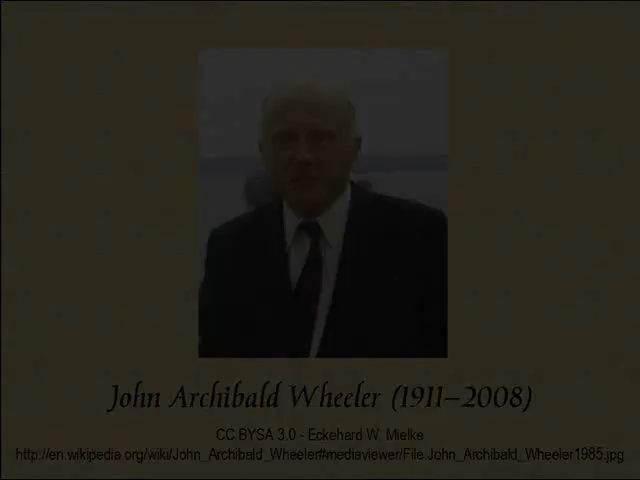 John Archibald Wheeler (1911–2008)
CC BYSA 3.0 - Eckehard W. Mielke
http://en.wikipedia.org/wiki/John_Archibald_Wheeler#mediaviewer/File:John_Archibald_Wheeler1985.jpg